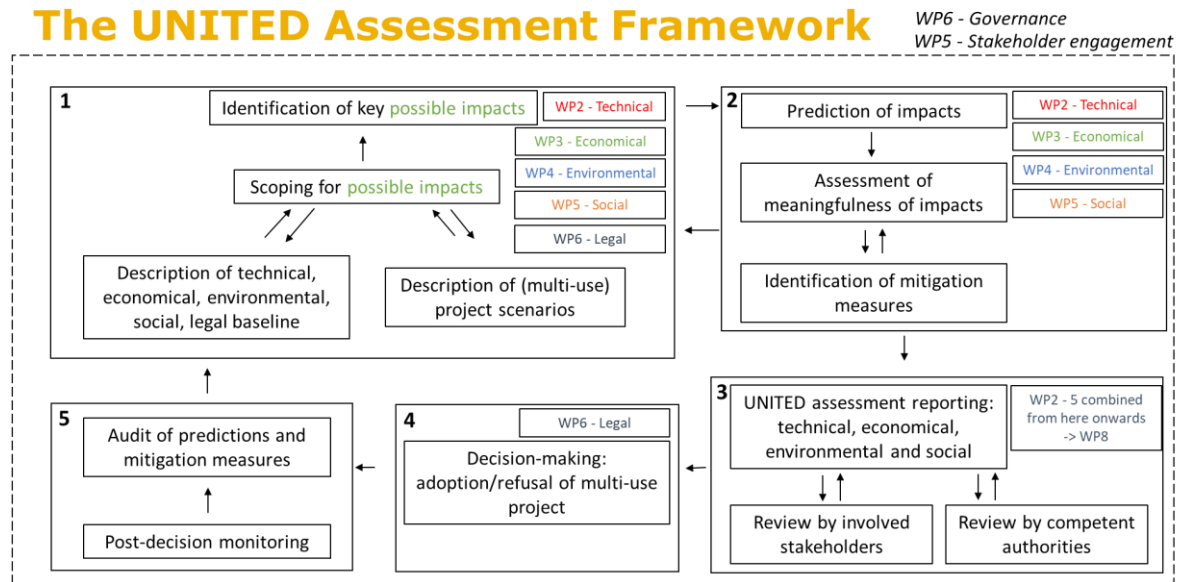 The UNITED Assessment Framework
WP6 - Governance
WP5 - Stakeholder engagement
1
Identification of key possible impacts
WP2 - Technical
WP3 - Economical
WP4 - Environmental
WP5 - Social
WP6 - Legal
Scoping for possible impacts
Description of technical,
economical, environmental,
social, legal baseline
Description of (multi-use)
project scenarios
2
Prediction of impacts
WP2 - Technical
WP3 - Economical
WP4 - Environmental
WP5 - Social
Assessment of
meaningfulness of impacts
Identification of mitigation
measures
3
UNITED assessment reporting:
technical, economical,
environmental and social
WP2 - 5 combined
from here onwards
-> WP8
Review by involved
stakeholders
Review by competent
authorities
4
WP6 - Legal
Decision-making:
adoption/refusal of multi-use
project
5
Audit of predictions and
mitigation measures
Post-decision monitoring